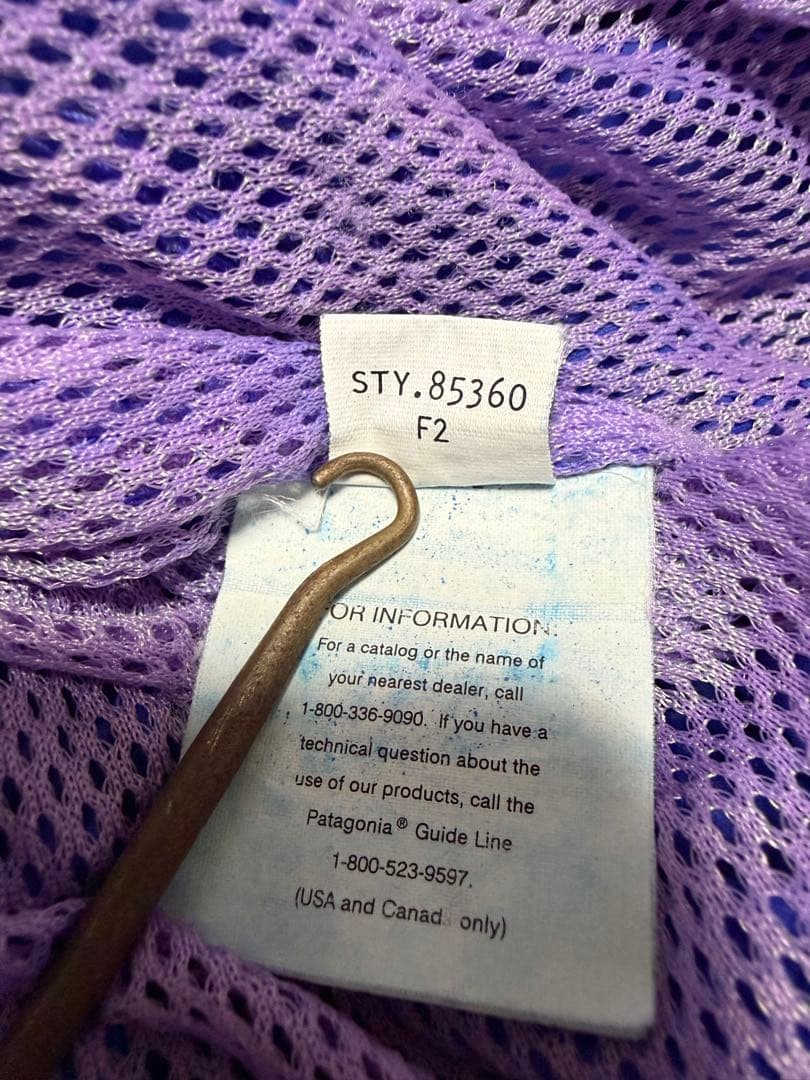 STY.85360
F2
OR INFORMATION:
For a catalog or the name of
your nearest dealer, call
1-800-336-9090. If you have a
technical question about the
use of our products, call the
Patagonia® Guide Line
1-800-523-9597.
(USA and Canad only)